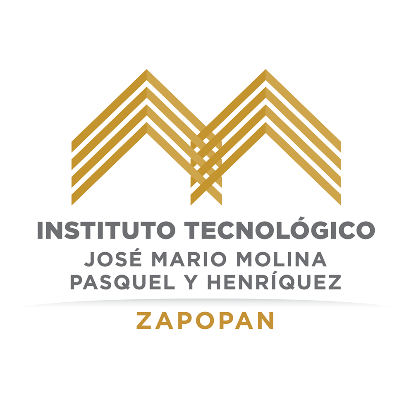 INSTITUTO TECNOLÓGICO
JOSÉ MARIO MOLINA
PASQUEL Y HENRÍQUEZ
ZAPOPAN